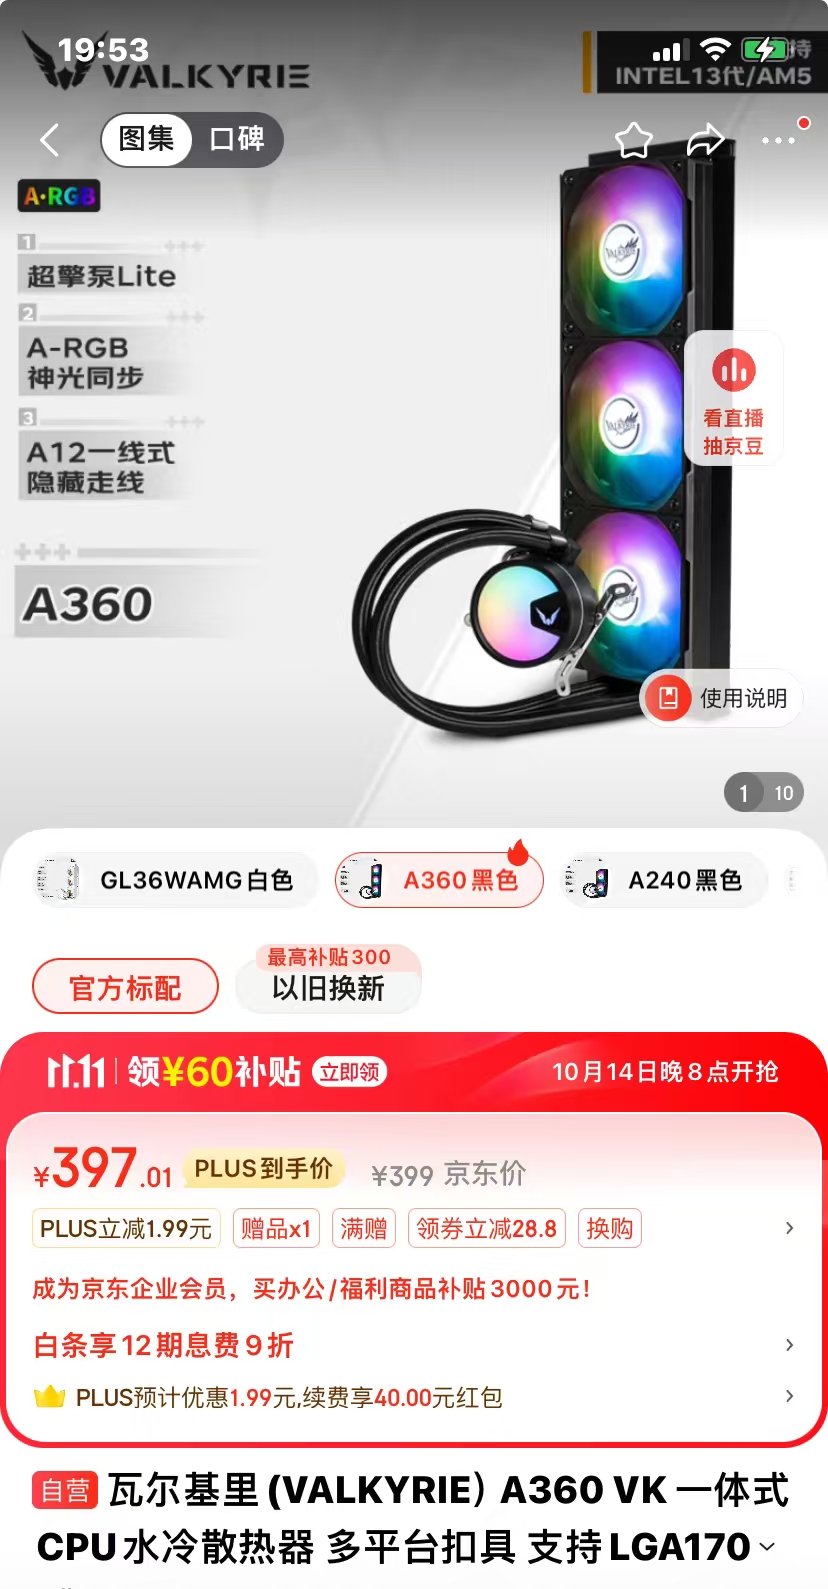 19:53
VALKYRIE
持
INTEL13代/AM5
图集 口碑
A·RGB
1
超擎泵Lite
2
A-RGB
神光同步
3
A12一线式
隐藏走线
A360
VALKYRIE
VALKYRIE
看直播
抽京豆
使用说明
1 10
GL36WAMG白色
A360黑色
A240黑色
官方标配
最高补贴300
以旧换新
11.11 领¥60补贴 立即领 10月14日晚8点开抢
¥397.01 PLUS到手价 ¥399 京东价
PLUS立减1.99元 赠品x1 满赠 领券立减28.8 换购
成为京东企业会员，买办公/福利商品补贴3000元！
白条享12期息费9折
PLUS预计优惠1.99元,续费享40.00元红包
自营 瓦尔基里(VALKYRIE）A360 VK 一体式
CPU水冷散热器 多平台扣具 支持LGA170